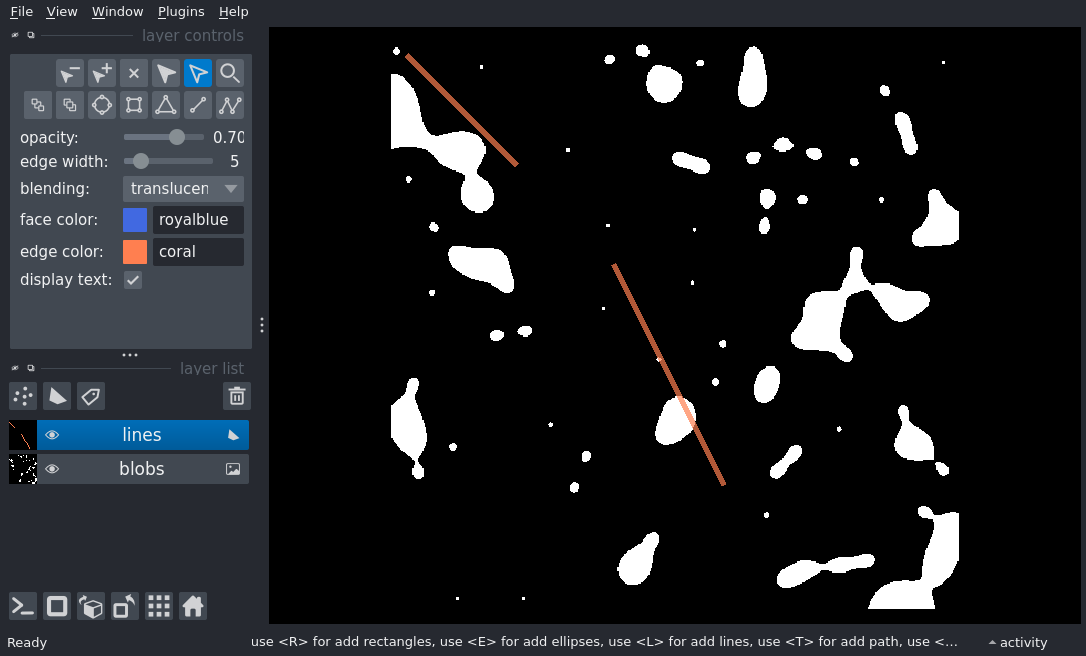 File View Window Plugins Help
layer controls
opacity: 0.70
edge width: 5
blending: translucen
face color: royalblue
edge color: coral
display text:
layer list
lines
blobs
Ready use <R> for add rectangles, use <E> for add ellipses, use <L> for add lines, use <T> for add path, use <... activity